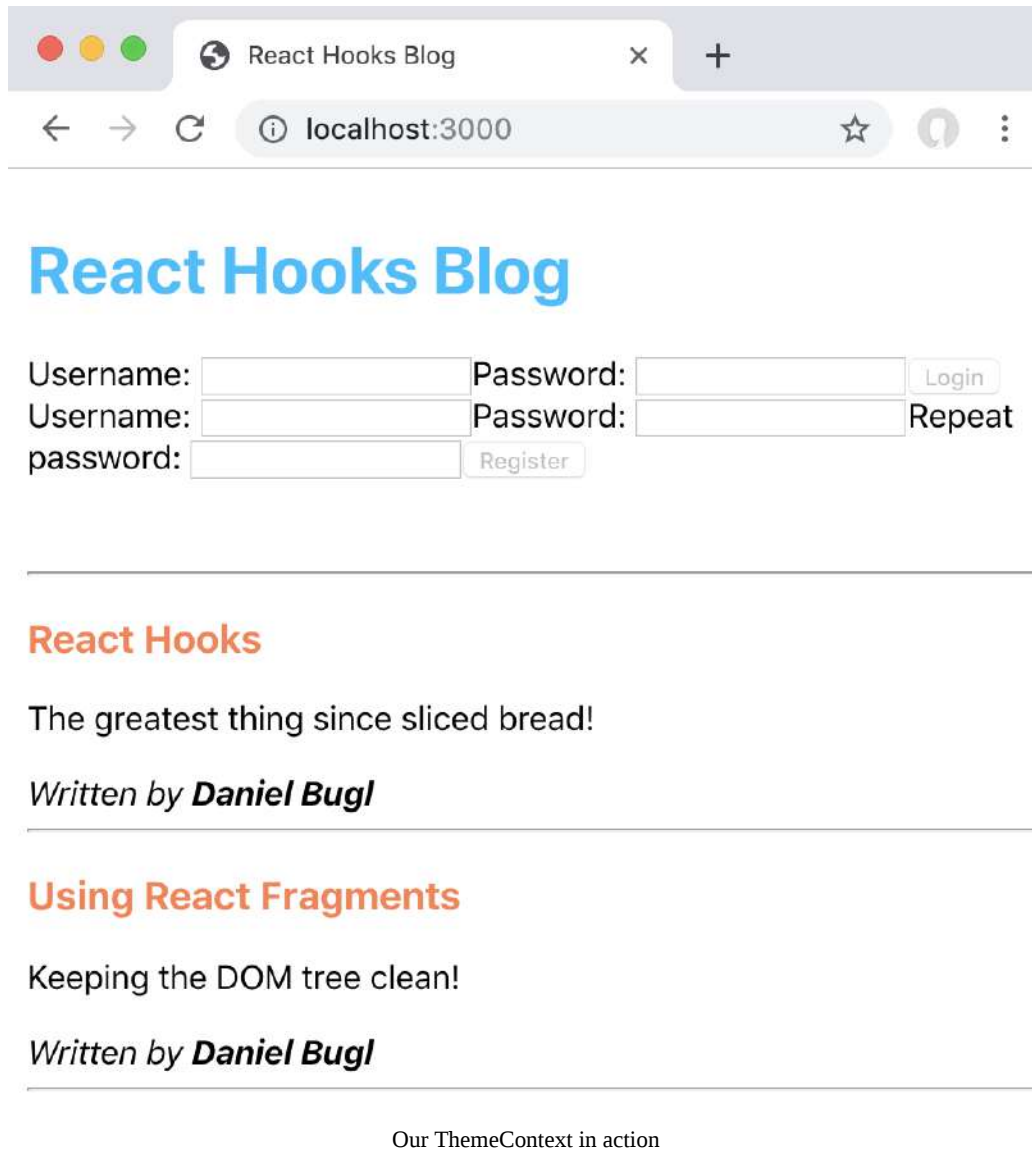 React Hooks Blog
localhost:3000
React Hooks Blog
Username: Password: Login
Username: Password: Repeat
password: Register
React Hooks
The greatest thing since sliced bread!
Written by Daniel Bugl
Using React Fragments
Keeping the DOM tree clean!
Written by Daniel Bugl
Our ThemeContext in action